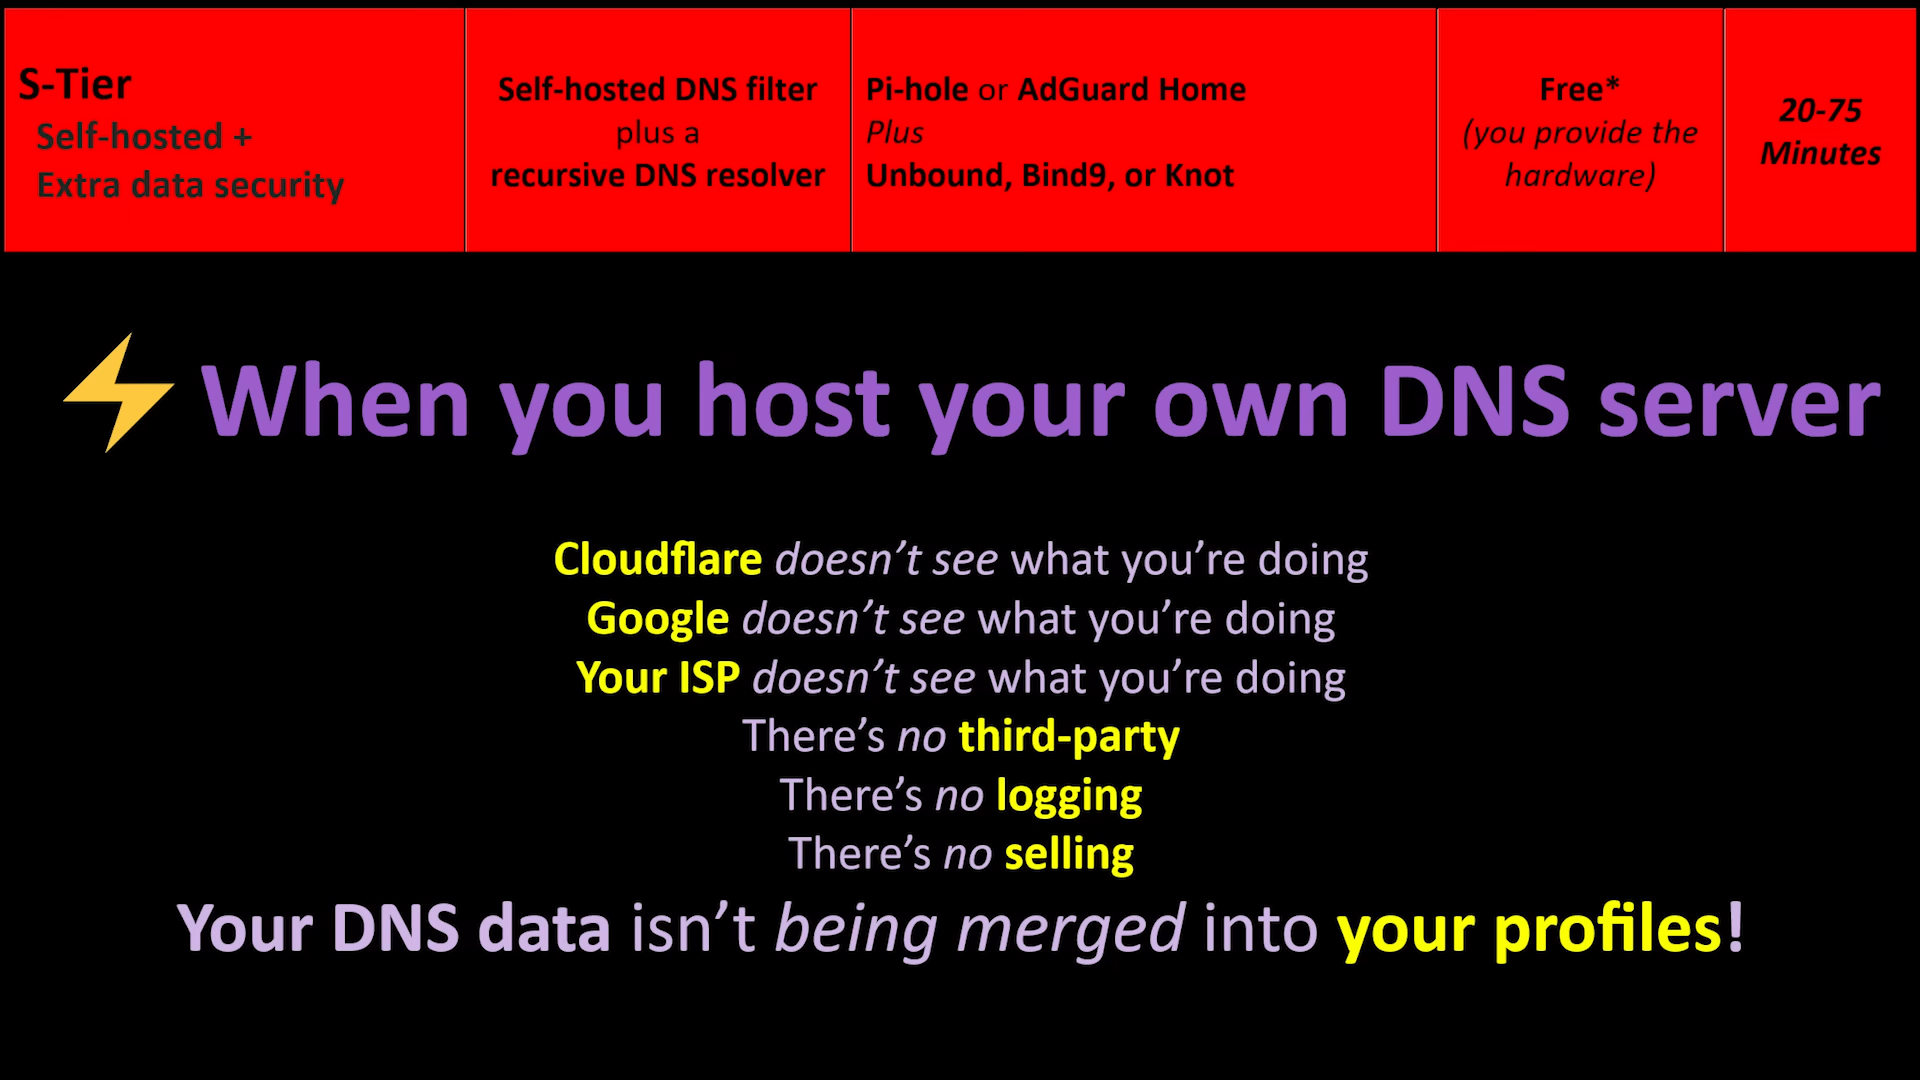 S-Tier
Self-hosted +
Extra data security
Self-hosted DNS filter
plus a
recursive DNS resolver
Pi-hole or AdGuard Home
Plus
Unbound, Bind9, or Knot
Free*
(you provide the
hardware)
20-75
Minutes
⚡ When you host your own DNS server
Cloudflare doesn’t see what you’re doing
Google doesn’t see what you’re doing
Your ISP doesn’t see what you’re doing
There’s no third-party
There’s no logging
There’s no selling
Your DNS data isn’t being merged into your profiles!